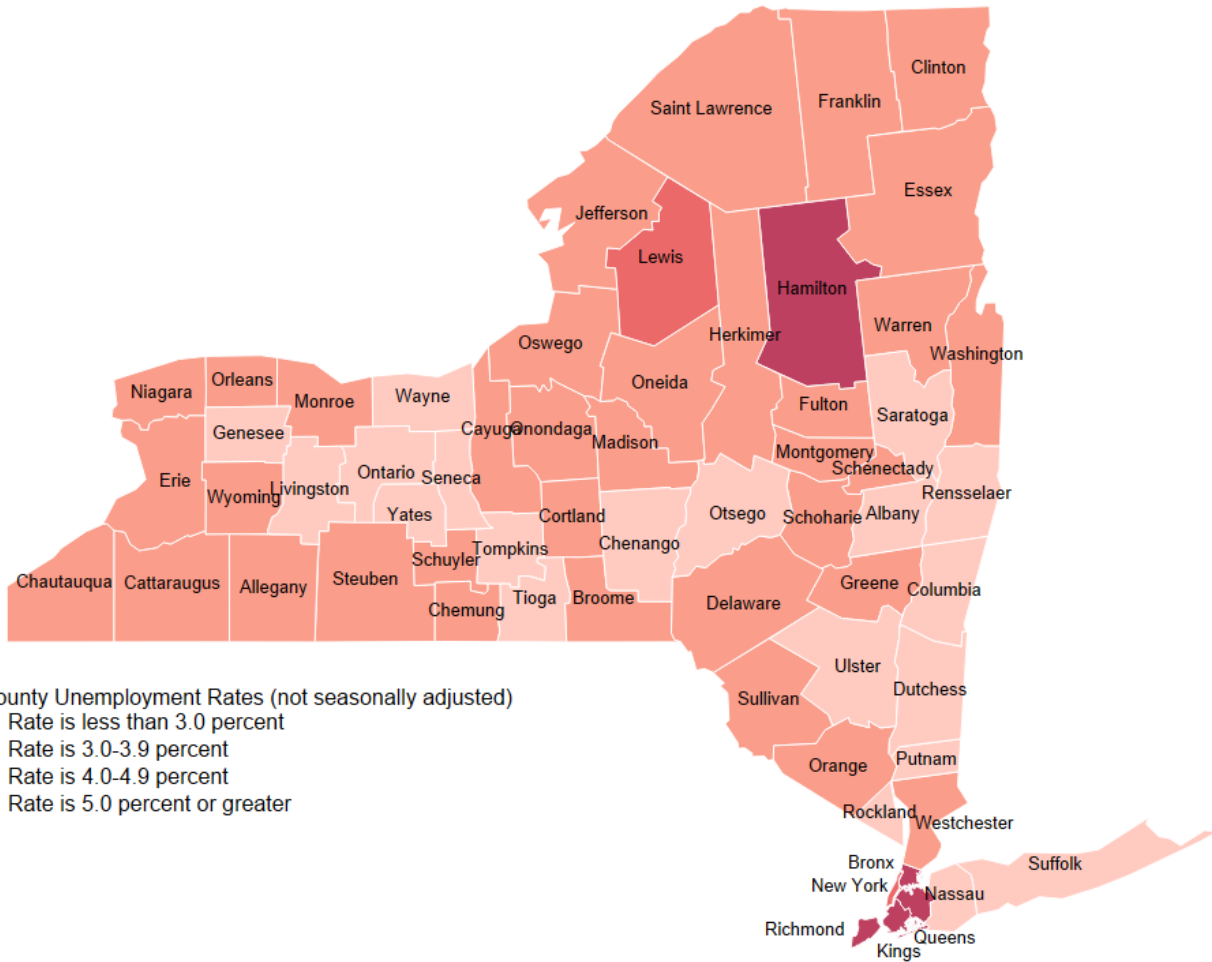 Clinton
Franklin
Saint Lawrence
Essex
Jefferson
Lewis
Hamilton
Warren
Herkimer
Oswego
Washington
Oneida
Orleans
Niagara
Wayne
Monroe
Fulton
Saratoga
Genesee
Cayuga
Onondaga
Madison
Montgomery
Schenectady
Ontario
Seneca
Erie
Wyoming
Livingston
Rensselaer
Yates
Cortland
Otsego
Schoharie
Albany
Chenango
Tompkins
Schuyler
Chautauqua
Cattaraugus
Allegany
Steuben
Greene
Columbia
Tioga
Broome
Delaware
Chemung
Ulster
Dutchess
Sullivan
ounty Unemployment Rates (not seasonally adjusted)
Rate is less than 3.0 percent
Rate is 3.0-3.9 percent
Rate is 4.0-4.9 percent
Rate is 5.0 percent or greater
Putnam
Orange
Rockland
Westchester
Bronx
Suffolk
New York
Nassau
Richmond
Queens
Kings